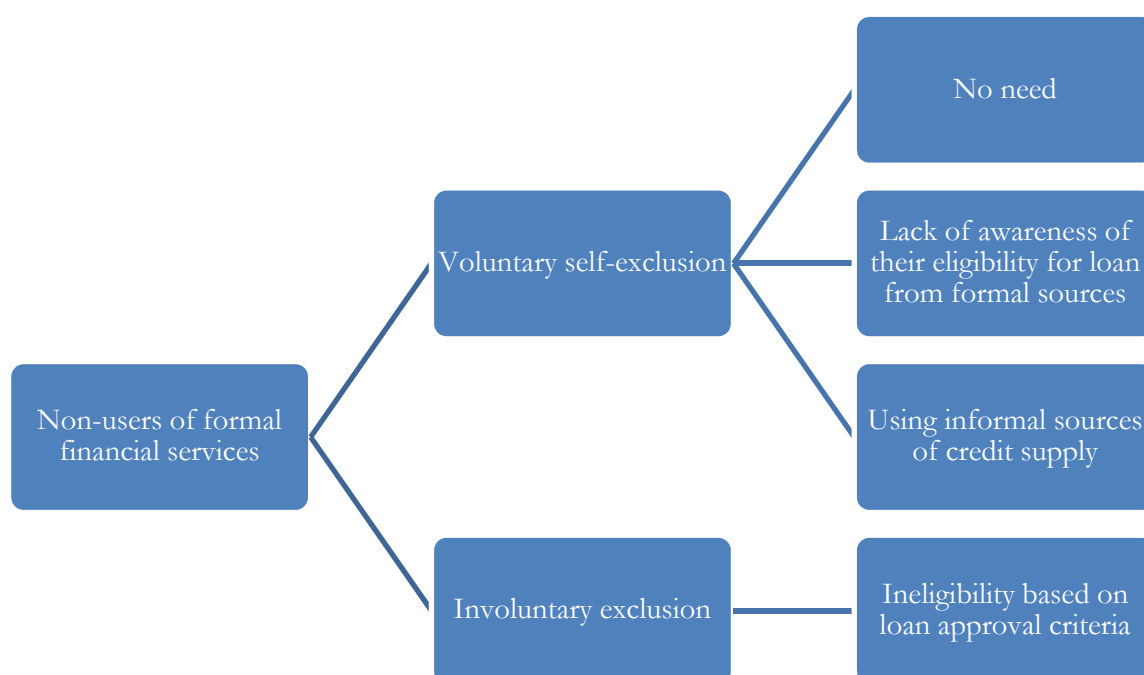 No need
Voluntary self-exclusion
Lack of awareness of
their eligibility for loan
from formal sources
Non-users of formal
financial services
Using informal sources
of credit supply
Involuntary exclusion
Ineligibility based on
loan approval criteria